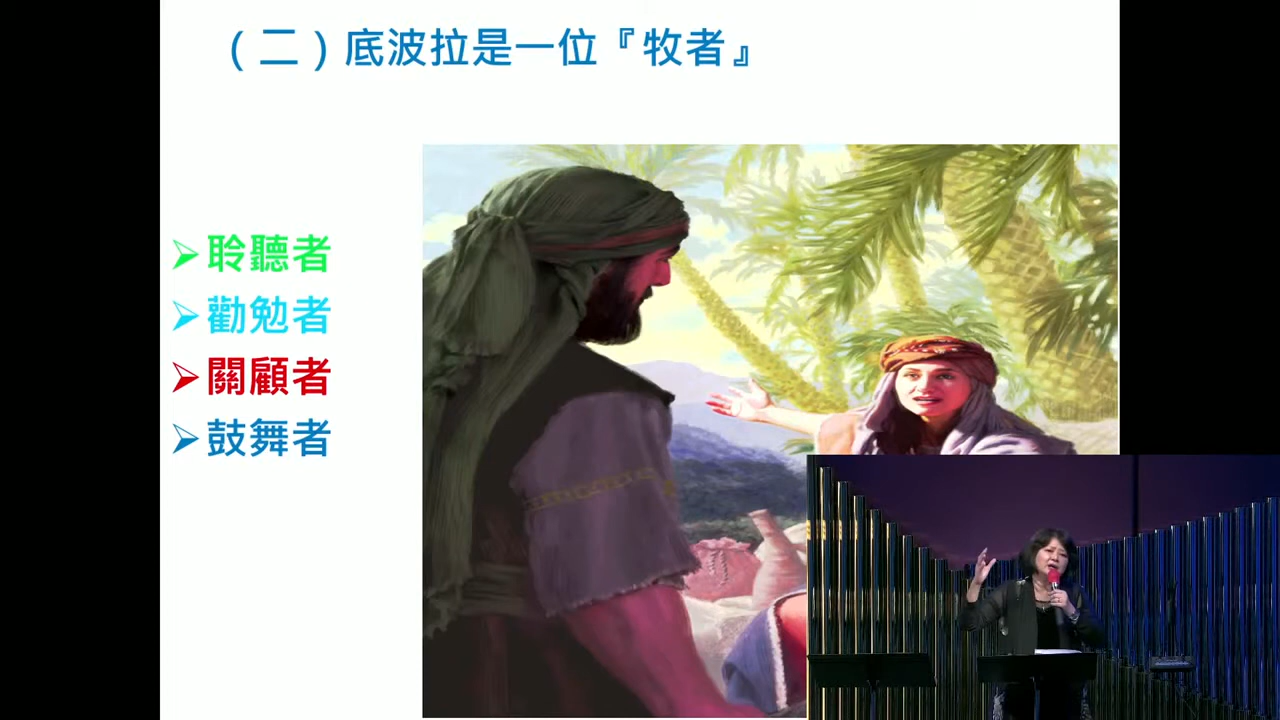 （二）底波拉是一位『牧者』
➢聆聽者
➢勸勉者
➢關顧者
➢鼓舞者